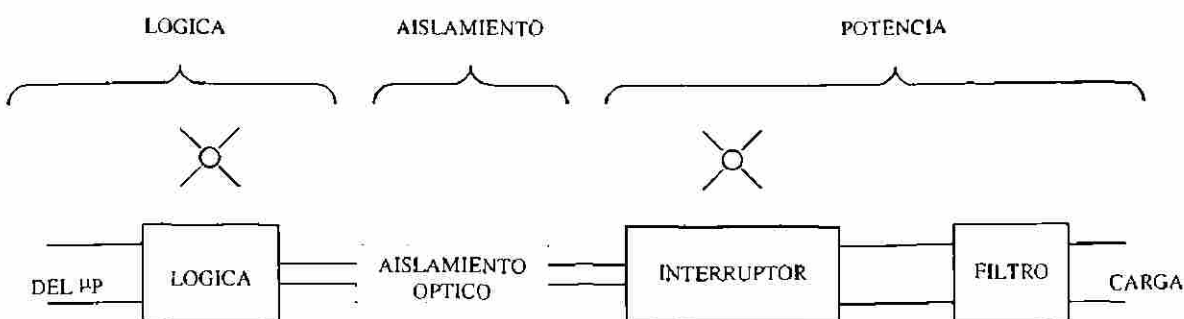 LOGICA
AISLAMIENTO
POTENCIA
DEL µP
LOGICA
AISLAMIENTO
OPTICO
INTERRUPTOR
FILTRO
CARGA